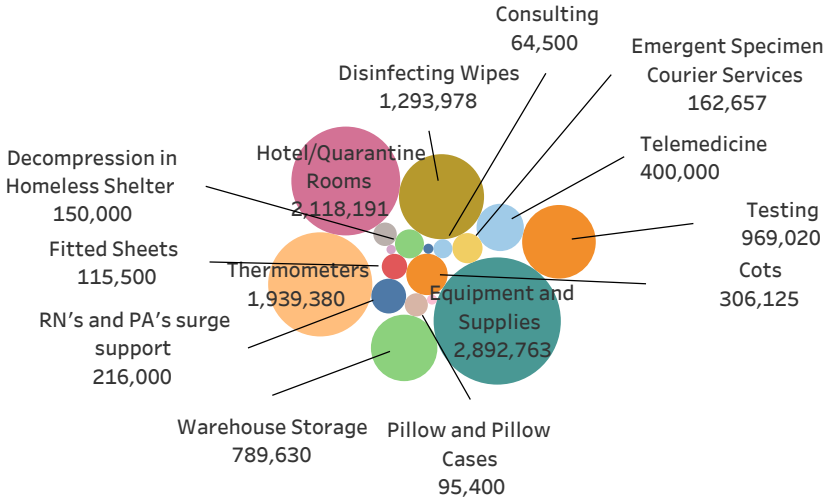 Consulting
64,500
Emergent Specimen
Courier Services
162,657
Disinfecting Wipes
1,293,978
Telemedicine
400,000
Decompression in
Homeless Shelter
150,000
Hotel/Quarantine
Rooms
2,118,191
Testing
969,020
Fitted Sheets
115,500
Thermometers
1,939,380
Cots
306,125
Equipment and
Supplies
2,892,763
RN's and PA's surge
support
216,000
Warehouse Storage
789,630
Pillow and Pillow
Cases
95,400